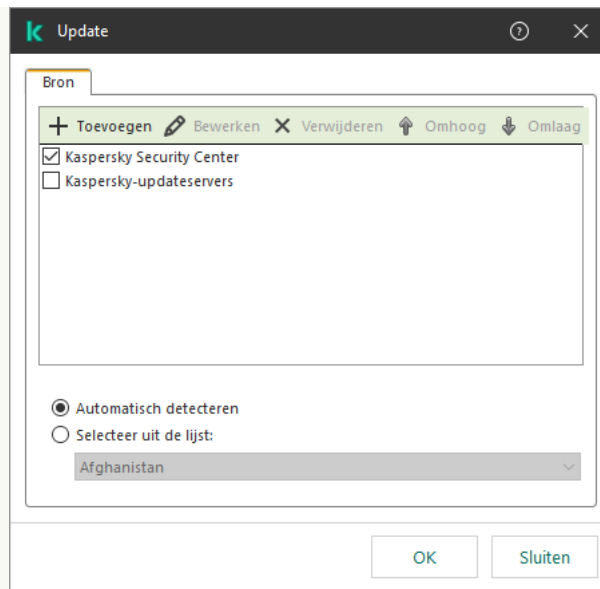 Update
Bron
Toevoegen Bewerken Verwijderen Omhoog Omlaag
Kaspersky Security Center
Kaspersky-updateservers
Automatisch detecteren
Selecteer uit de lijst:
Afghanistan
OK Sluiten